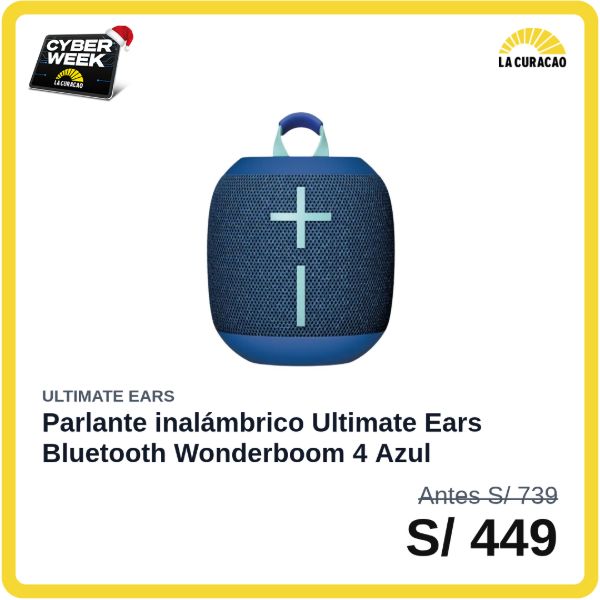 CYBER
WEEK
LA CURACAO
LA CURACAO
ULTIMATE EARS
Parlante inalámbrico Ultimate Ears
Bluetooth Wonderboom 4 Azul
Antes S/ 739
S/ 449